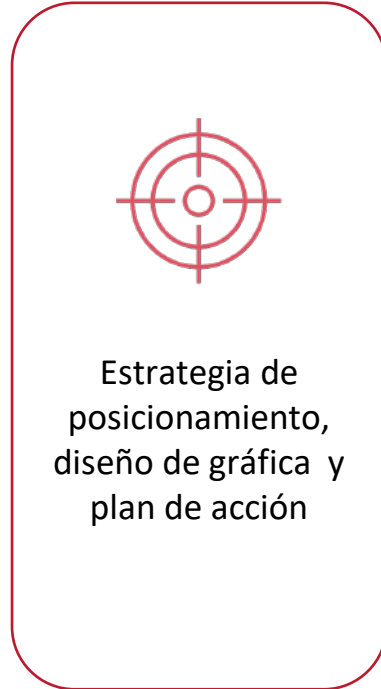 Estrategia de
posicionamiento,
diseño de gráfica  y
plan de acción